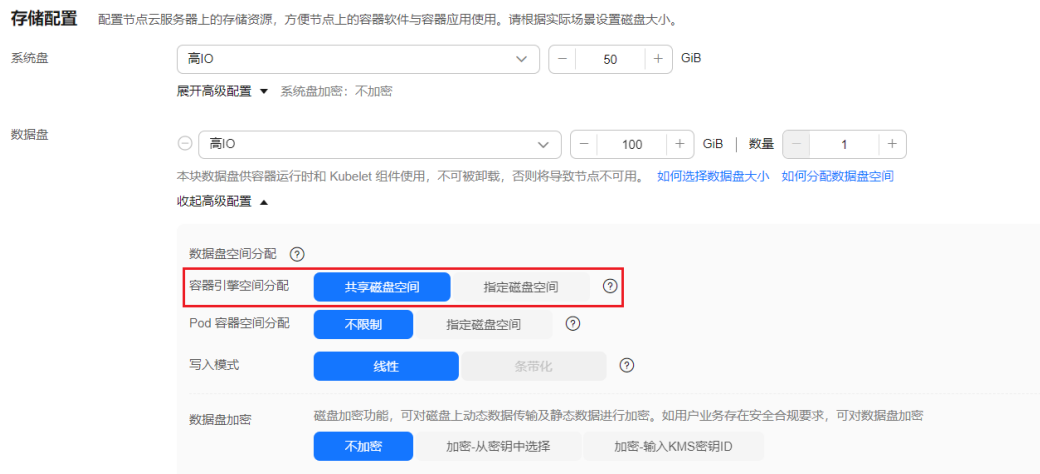 存储配置 配置节点云服务器上的存储资源，方便节点上的容器软件与容器应用使用。请根据实际场景设置磁盘大小。
系统盘 高IO − 50 + GiB
展开高级配置 ▼ 系统盘加密：不加密
数据盘 高IO − 100 + GiB | 数量 − 1 +
本块数据盘供容器运行时和 Kubelet 组件使用，不可被卸载，否则将导致节点不可用。 如何选择数据盘大小 如何分配数据盘空间
收起高级配置 ▲
数据盘空间分配 ?
容器引擎空间分配 共享磁盘空间 指定磁盘空间 ?
Pod 容器空间分配 不限制 指定磁盘空间 ?
写入模式 线性 条带化 ?
数据盘加密 磁盘加密功能，可对磁盘上动态数据传输及静态数据进行加密。如用户业务存在安全合规要求，可对数据盘加密
不加密 加密-从密钥中选择 加密-输入KMS密钥ID